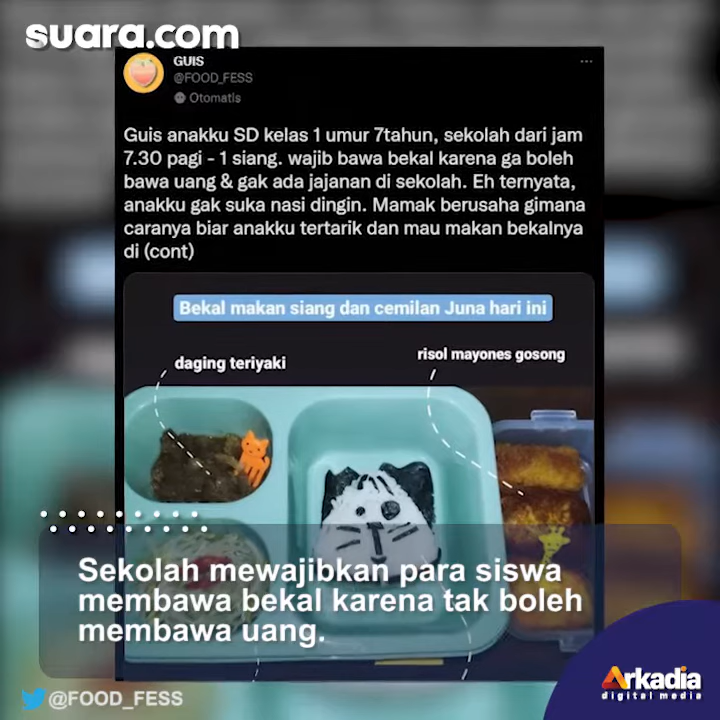 suara.com
GUIS
@FOOD_FESS
Otomatis
Guis anakku SD kelas 1 umur 7tahun, sekolah dari jam
7.30 pagi - 1 siang. wajib bawa bekal karena ga boleh
bawa uang & gak ada jajanan di sekolah. Eh ternyata,
anakku gak suka nasi dingin. Mamak berusaha gimana
caranya biar anakku tertarik dan mau makan bekalnya
di (cont)
Bekal makan siang dan cemilan Juna hari ini
daging teriyaki
risol mayones gosong
Sekolah mewajibkan para siswa
membawa bekal karena tak boleh
membawa uang.
@FOOD_FESS
Arkadia
digital media